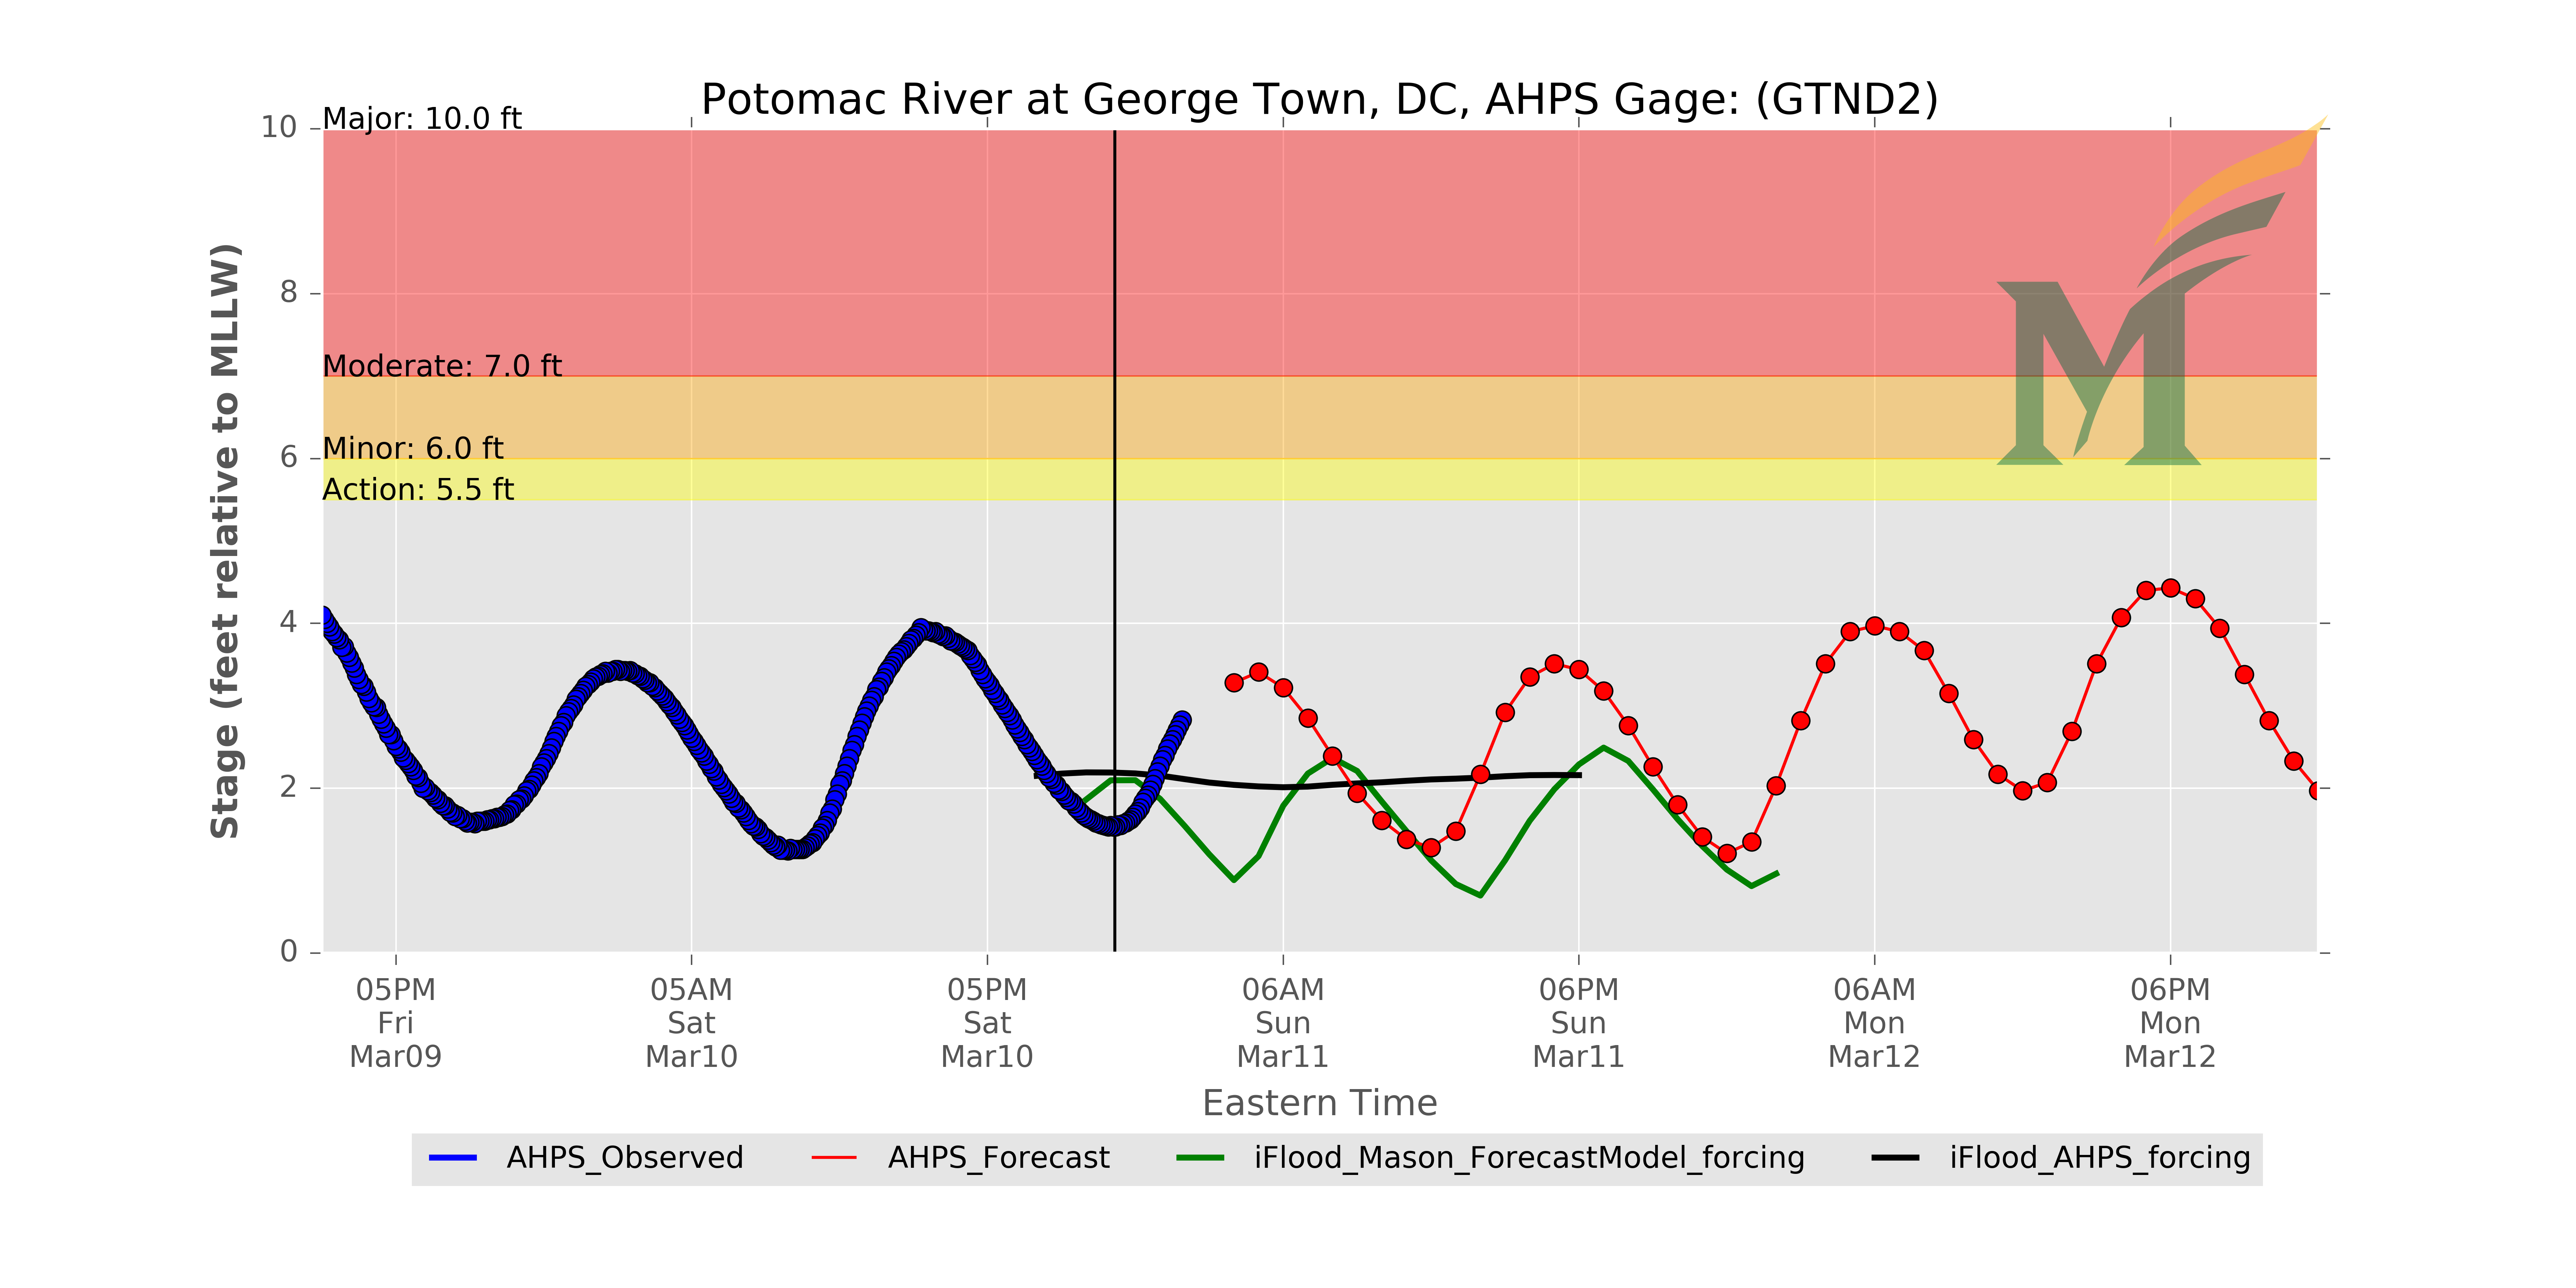 Potomac River at George Town, DC, AHPS Gage: (GTND2)
Major: 10.0 ft
Moderate: 7.0 ft
Minor: 6.0 ft
Action: 5.5 ft
10
8
6
4
2
0
Stage (feet relative to MLLW)
05PM 05AM 05PM 06AM 06PM 06AM 06PM
Fri Sat Sat Sun Sun Mon Mon
Mar09 Mar10 Mar10 Mar11 Mar11 Mar12 Mar12
Eastern Time
AHPS_Observed AHPS_Forecast iFlood_Mason_ForecastModel_forcing iFlood_AHPS_forcing